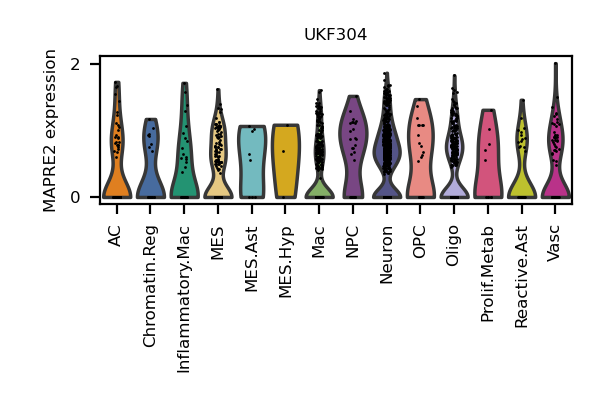 UKF304
MAPRE2 expression
2
0
AC
Chromatin.Reg
Inflammatory.Mac
MES
MES.Ast
MES.Hyp
Mac
NPC
Neuron
OPC
Oligo
Prolif.Metab
Reactive.Ast
Vasc